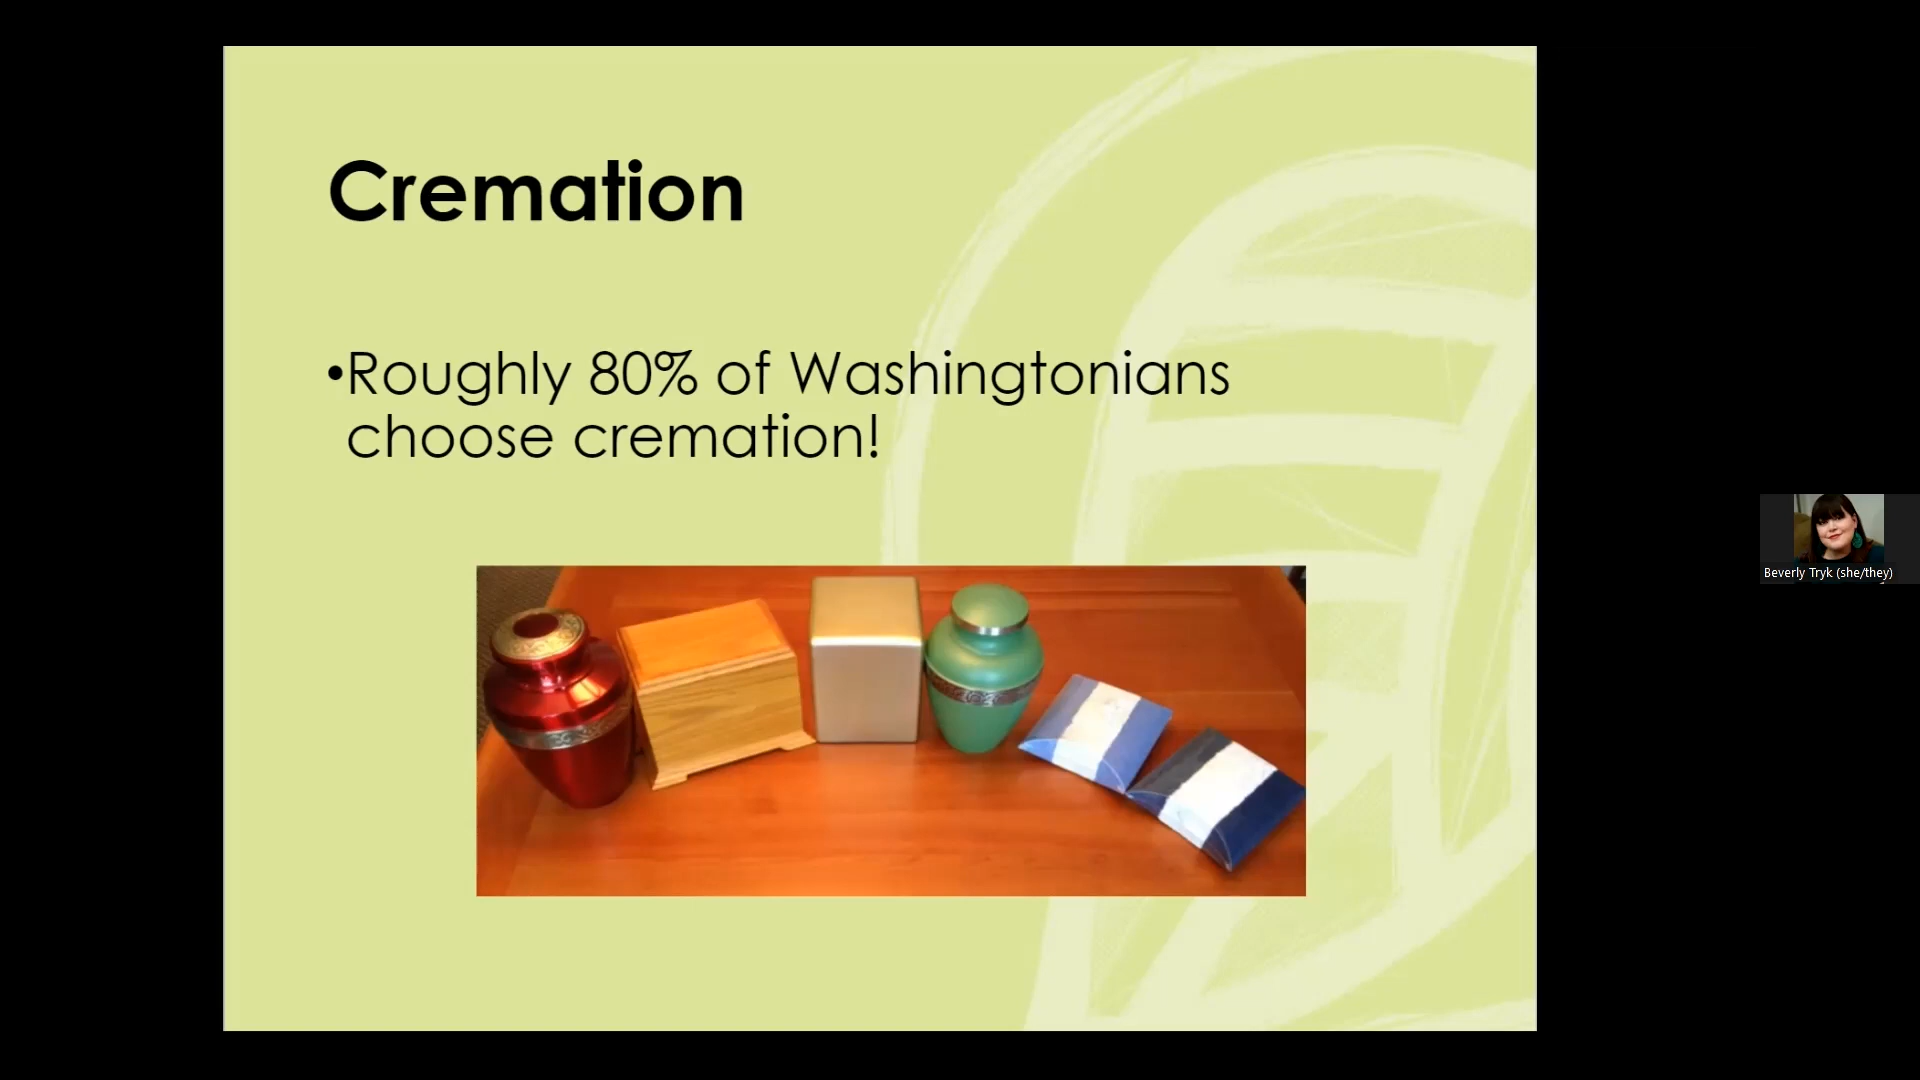 Cremation
•Roughly 80% of Washingtonians
choose cremation!
Beverly Tryk (she/they)